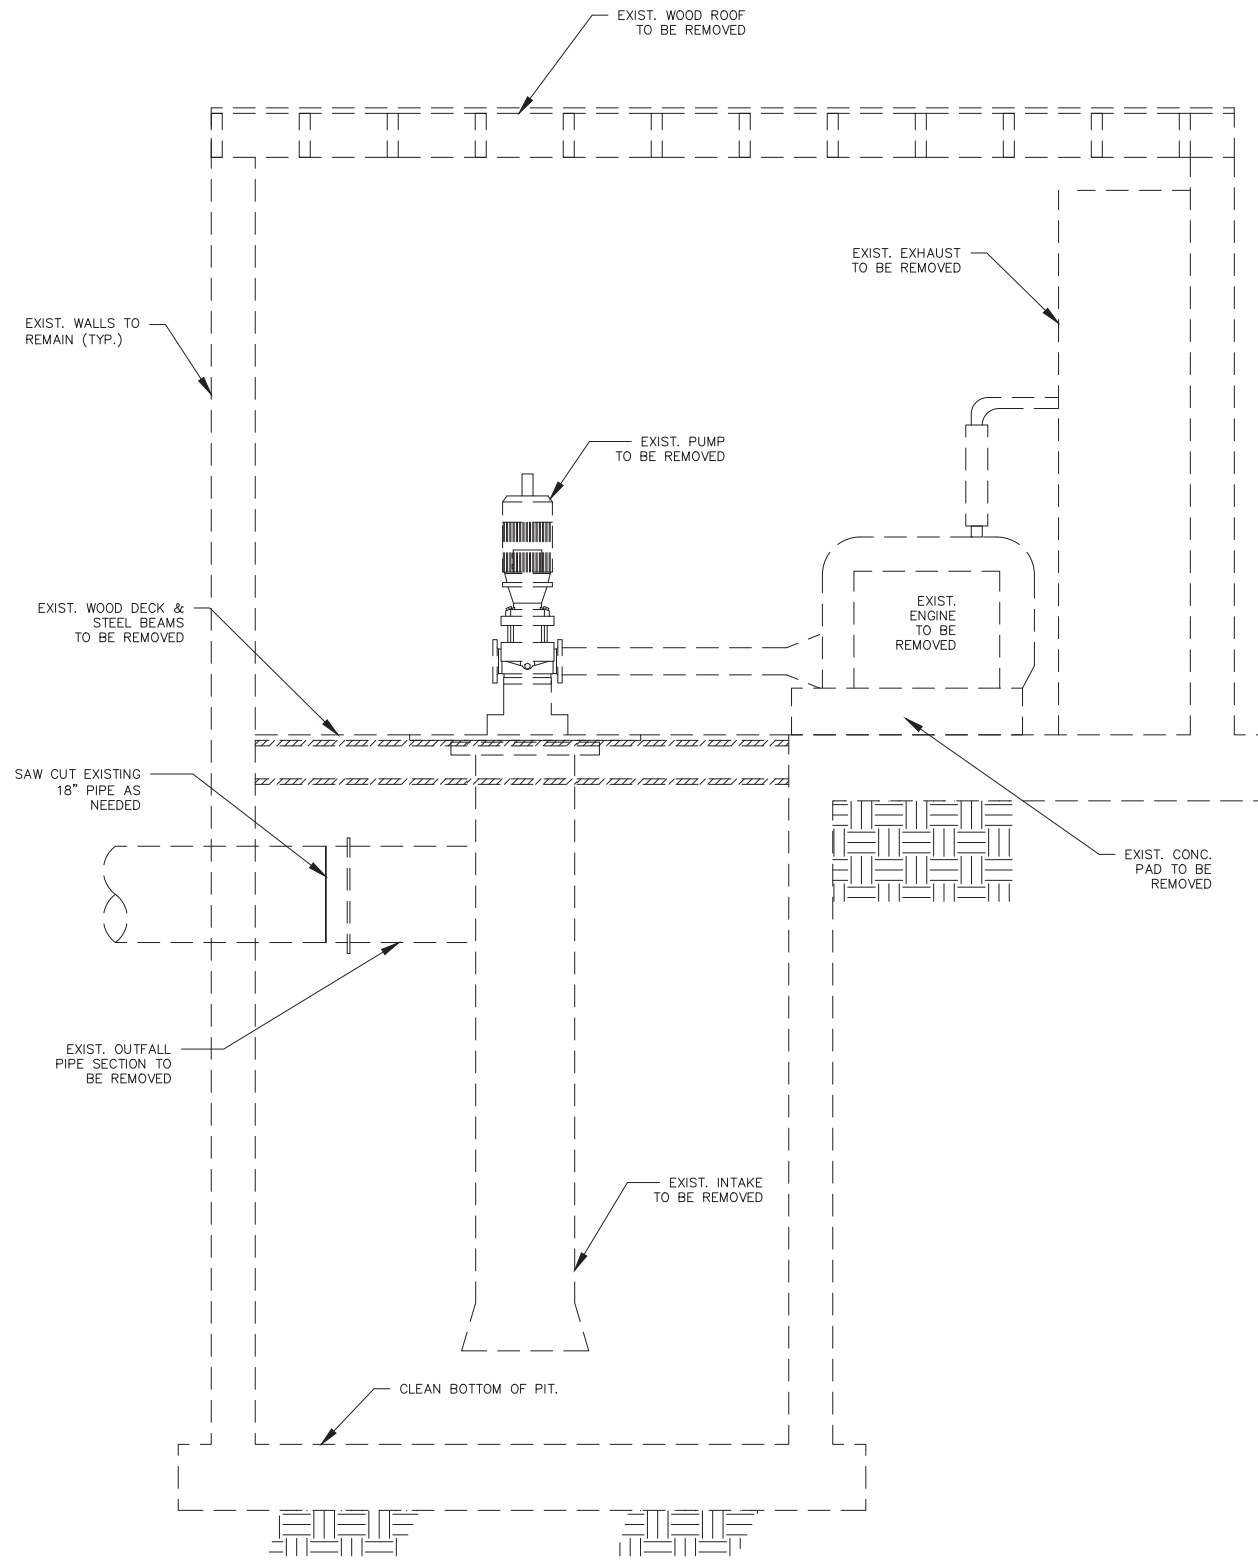 EXIST. WOOD ROOF
TO BE REMOVED
EXIST. EXHAUST
TO BE REMOVED
EXIST. WALLS TO
REMAIN (TYP.)
EXIST. PUMP
TO BE REMOVED
EXIST. WOOD DECK &
STEEL BEAMS
TO BE REMOVED
EXIST.
ENGINE
TO BE
REMOVED
SAW CUT EXISTING
18" PIPE AS
NEEDED
EXIST. CONC.
PAD TO BE
REMOVED
EXIST. OUTFALL
PIPE SECTION TO
BE REMOVED
EXIST. INTAKE
TO BE REMOVED
CLEAN BOTTOM OF PIT.